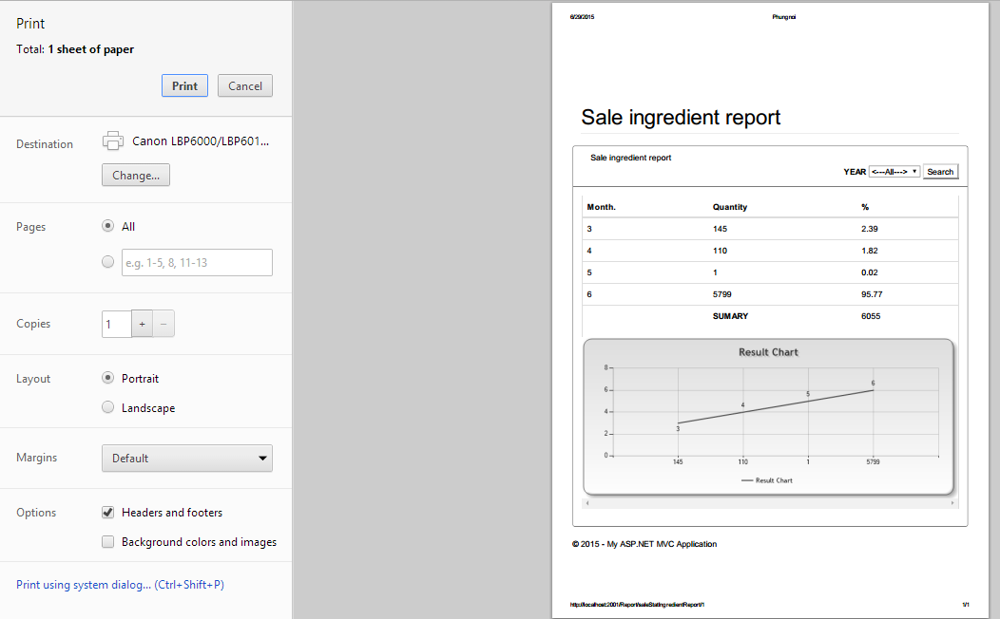 Print
Total: 1 sheet of paper
Print Cancel
Destination
Canon LBP6000/LBP601...
Change...
Pages
All
e.g. 1-5, 8, 11-13
Copies
1 + −
Layout
Portrait
Landscape
Margins
Default
Options
Headers and footers
Background colors and images
Print using system dialog... (Ctrl+Shift+P)
6/29/2015 Phungnoi
Sale ingredient report
Sale ingredient report
YEAR <---All---> Search
Month. Quantity %
3 145 2.39
4 110 1.82
5 1 0.02
6 5799 95.77
SUMARY 6055
Result Chart
8
6
4
2
0
3
4
5
6
145 110 1 5799
Result Chart
© 2015 - My ASP.NET MVC Application
http://localhost:2001/Report/saleStatIngredientReport/1 1/1